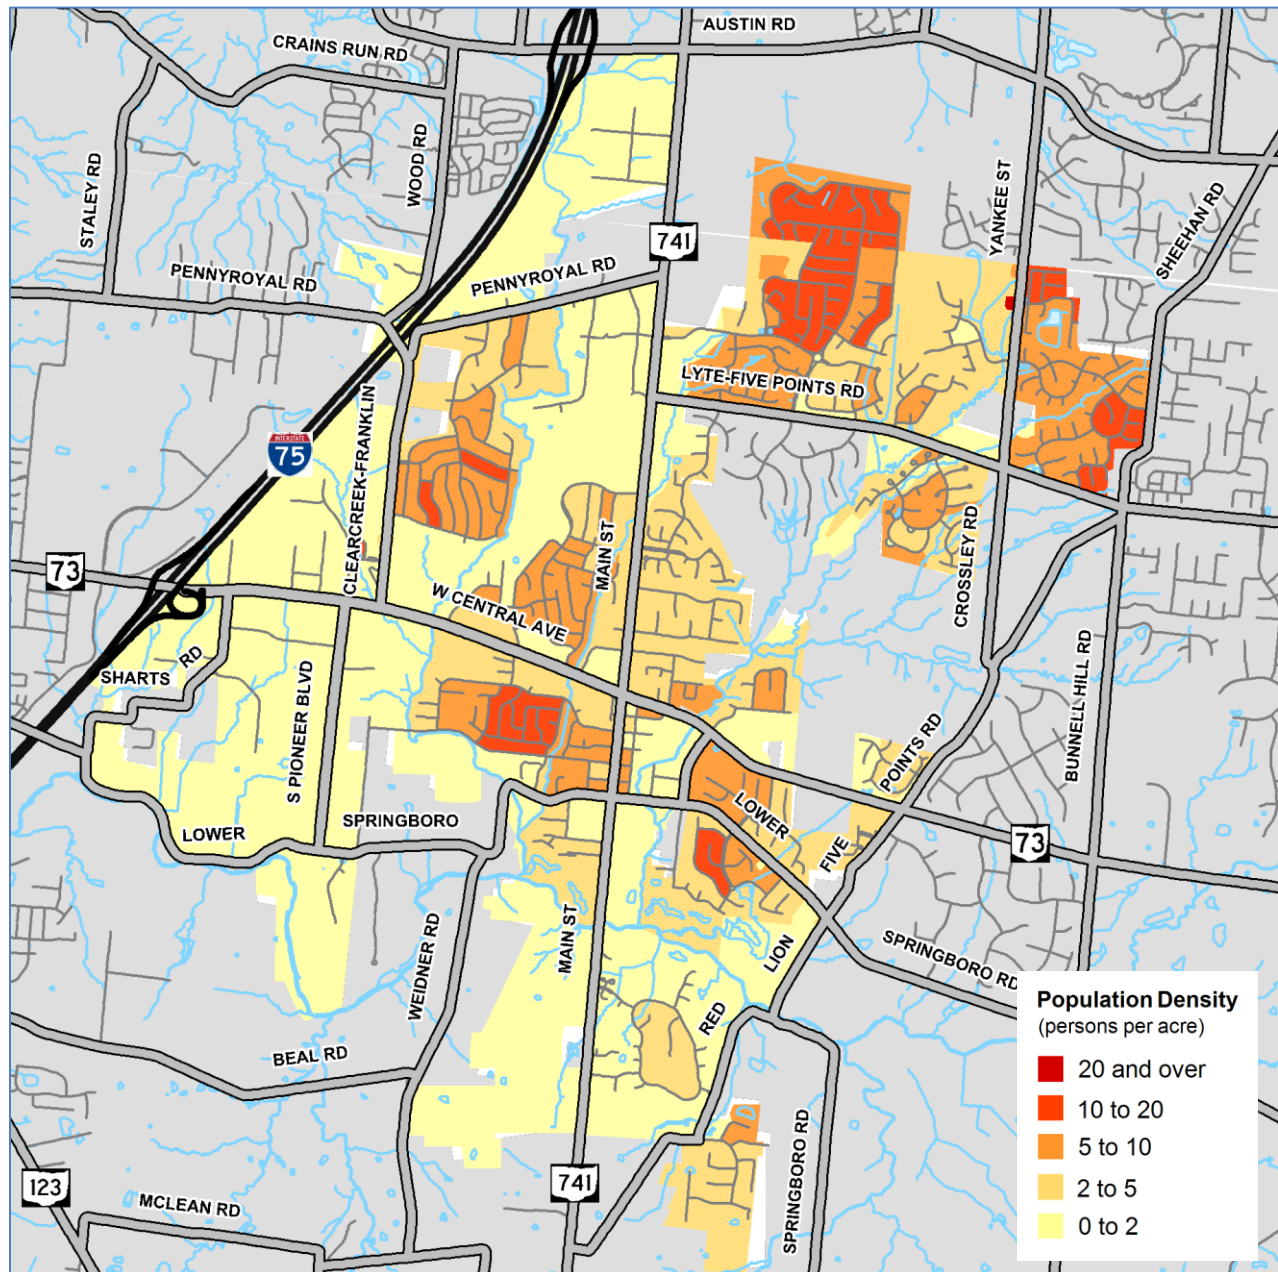 AUSTIN RD
CRAINS RUN RD
WOOD RD
STALEY RD
YANKEE ST
SHEEHAN RD
741
PENNYROYAL RD
PENNYROYAL RD
LYTE-FIVE POINTS RD
CLEARCREEK-FRANKLIN
INTERSTATE
75
MAIN ST
CROSSLEY RD
73
W CENTRAL AVE
SHARTS RD
S PIONEER BLVD
BUNNELL HILL RD
POINTS RD
LOWER
SPRINGBORO
LOWER
FIVE
73
WEIDNER RD
MAIN ST
LION
SPRINGBORO RD
RED
BEAL RD
SPRINGBORO RD
123
741
MCLEAN RD
Population Density
(persons per acre)
20 and over
10 to 20
5 to 10
2 to 5
0 to 2